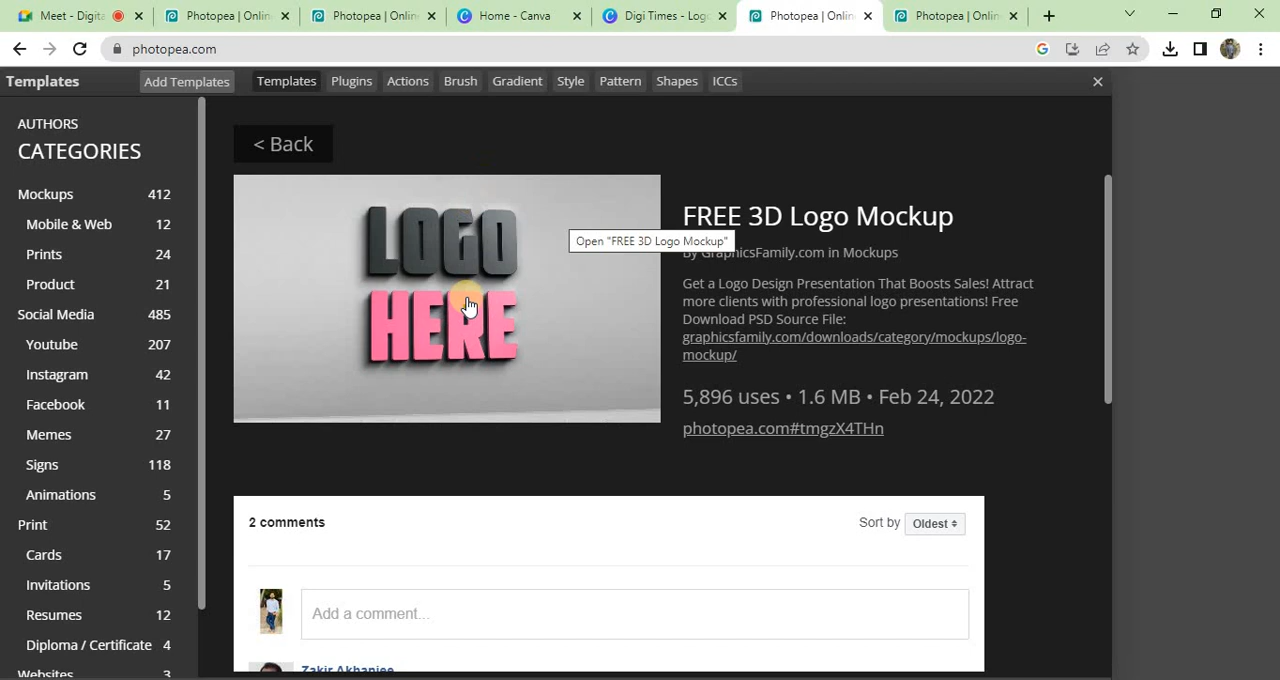 Meet - Digita
Photopea | Onlin
Photopea | Onlin
Home - Canva
Digi Times - Logo
Photopea | Onlin
Photopea | Onlin
photopea.com
Templates
Add Templates
Templates
Plugins
Actions
Brush
Gradient
Style
Pattern
Shapes
ICCs
AUTHORS
CATEGORIES
Mockups 412
Mobile & Web 12
Prints 24
Product 21
Social Media 485
Youtube 207
Instagram 42
Facebook 11
Memes 27
Signs 118
Animations 5
Print 52
Cards 17
Invitations 5
Resumes 12
Diploma / Certificate 4
Websites 3
< Back
LOGO
HERE
FREE 3D Logo Mockup
Open "FREE 3D Logo Mockup"
By GraphicsFamily.com in Mockups
Get a Logo Design Presentation That Boosts Sales! Attract
more clients with professional logo presentations! Free
Download PSD Source File:
graphicsfamily.com/downloads/category/mockups/logo-
mockup/
5,896 uses • 1.6 MB • Feb 24, 2022
photopea.com#tmgzX4THn
2 comments
Sort by Oldest
Add a comment...
Zakir Akhanjee